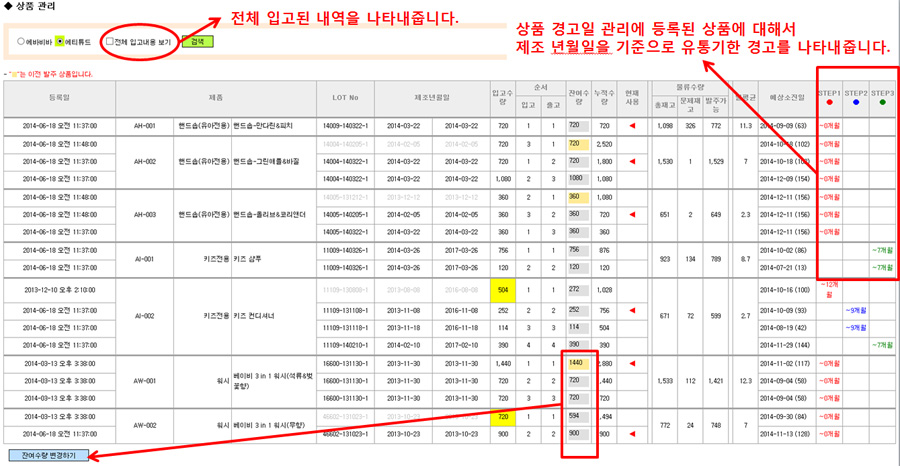 ◆ 상품 관리
전체 입고된 내역을 나타내줍니다.
상품 경고일 관리에 등록된 상품에 대해서
제조 년월일을 기준으로 유통기한 경고를 나타내줍니다.
에바비바 에티튜드 전체 입고내용 보기 검색
- "※"는 이전 발주 상품입니다.
등록일 제품 LOT No 제조년월일 입고수량 순서 잔여수량 누적수량 현재사용 물류수량 월평균 예상소진일 STEP1 STEP2 STEP3
입고 출고 총재고 문제재고 발주가능
2014-06-18 오전 11:37:00 AH-001 핸드솝(유아전용) 핸드솝-만다린&피치 14009-140322-1 2014-03-22 2014-03-22 720 1 1 720 720 ◀ 1,098 326 772 11.3 2014-09-09 (63) -0개월
2014-06-18 오전 11:48:00 14004-140205-1 2014-02-05 2014-02-05 720 3 1 720 2,520 2014-10-18 (102) -0개월
2014-06-18 오전 11:37:00 AH-002 핸드솝(유아전용) 핸드솝-그린애플&바질 14004-140322-1 2014-03-22 2014-03-22 720 1 2 720 1,800 ◀ 1,530 1 1,529 7 2014-10-18 (102) -0개월
2014-06-18 오전 11:37:00 14004-140322-1 2014-03-22 2014-03-22 1,080 2 3 1080 1,080 2014-12-09 (154) -0개월
2014-06-18 오전 11:48:00 14005-131212-1 2013-12-12 2013-12-12 360 2 1 360 1,080 2014-12-11 (156) -0개월
2014-06-18 오전 11:37:00 AH-003 핸드솝(유아전용) 핸드솝-올리브&코리앤더 14005-140205-1 2014-02-05 2014-02-05 360 3 2 360 720 ◀ 651 2 649 2.3 2014-12-11 (156) -0개월
2014-06-18 오전 11:37:00 14005-140322-1 2014-03-22 2014-03-22 360 1 3 360 360 2014-12-11 (156) -0개월
2014-06-18 오전 11:37:00 AI-001 키즈전용 키즈 샴푸 11009-140326-1 2014-03-26 2017-03-26 756 1 1 756 876 923 134 789 8.7 2014-10-02 (86) -7개월
2014-06-18 오전 11:37:00 11009-140326-1 2014-03-26 2017-03-26 120 2 2 120 120 2014-07-21 (13) -7개월
2013-12-10 오후 2:10:00 11109-130808-1 2013-08-08 2016-08-08 504 1 1 272 1,028 2014-10-16 (100) -12개월
2014-06-18 오전 11:37:00 AI-002 키즈전용 키즈 컨디셔너 11109-131108-1 2013-11-08 2016-11-08 252 2 2 252 756 ◀ 671 72 599 2.7 2014-10-09 (93) -9개월
2014-06-18 오전 11:37:00 11109-131118-1 2013-11-18 2016-11-18 114 3 3 114 504 2014-08-19 (42) -9개월
2014-06-18 오전 11:37:00 11109-140210-1 2014-02-10 2017-02-10 390 4 4 390 390 2014-11-29 (144) -7개월
2014-03-13 오후 3:38:00 16600-131130-1 2013-11-30 2013-11-30 1,440 1 1 1440 2,880 ◀ 2014-11-02 (117) -0개월
2014-03-13 오후 3:38:00 AW-001 워시 베이비 3 in 1 워시(석류&벚꽃향) 16600-131130-1 2013-11-30 2013-11-30 720 2 2 720 1,440 1,533 112 1,421 12.3 2014-09-04 (58) -0개월
2014-03-13 오후 3:38:00 16600-131130-1 2013-11-30 2013-11-30 720 3 3 720 720 2014-09-04 (58) -0개월
2014-03-13 오후 3:38:00 AW-002 워시 베이비 3 in 1 워시(무향) 46602-131023-1 2013-10-23 2013-10-23 720 1 1 594 1,494 772 24 748 7 2014-09-30 (84) -0개월
2014-06-18 오전 11:37:00 46602-131023-1 2013-10-23 2013-10-23 900 2 2 900 900 ◀ 2014-11-13 (128) -0개월
잔여수량 변경하기